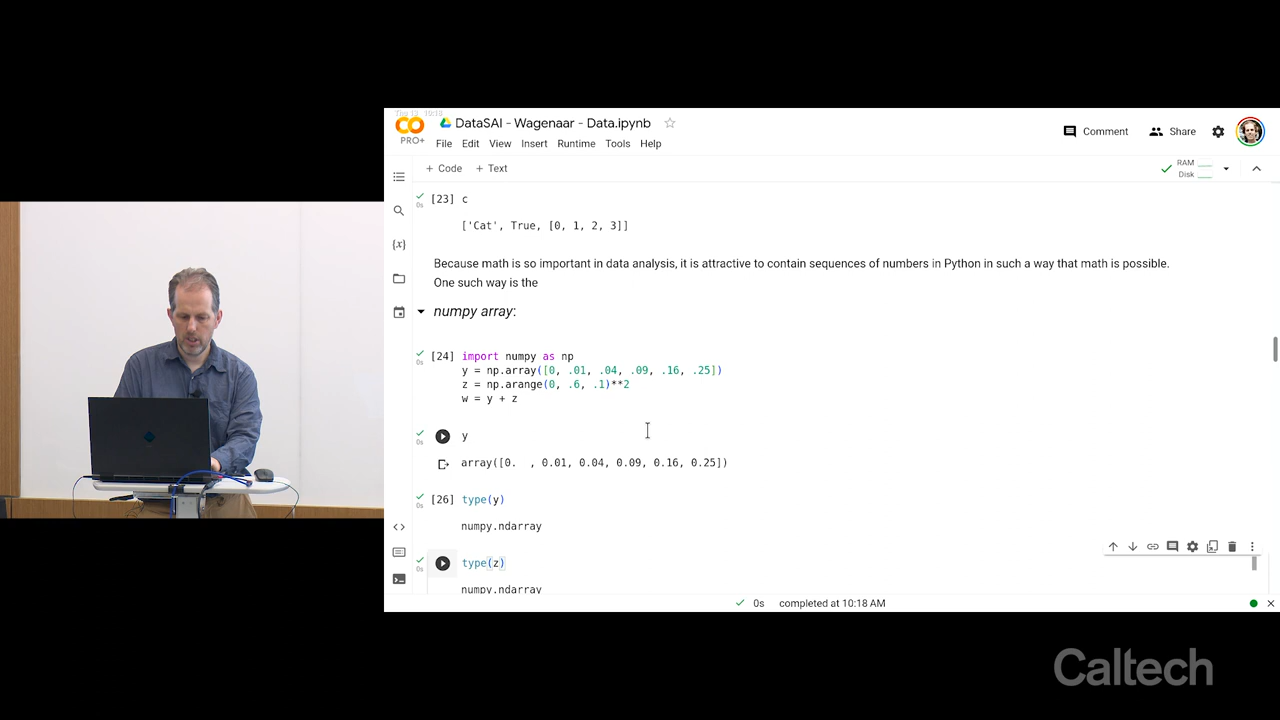 DataSAI - Wagenaar - Data.ipynb
PRO+
File Edit View Insert Runtime Tools Help
Comment Share
+ Code + Text
RAM
Disk
[23] c
0s
['Cat', True, [0, 1, 2, 3]]
Because math is so important in data analysis, it is attractive to contain sequences of numbers in Python in such a way that math is possible.
One such way is the
numpy array:
[24] import numpy as np
0s
y = np.array([0, .01, .04, .09, .16, .25])
z = np.arange(0, .6, .1)**2
w = y + z
y
0s
array([0. , 0.01, 0.04, 0.09, 0.16, 0.25])
[26] type(y)
0s
numpy.ndarray
type(z)
0s
numpy.ndarray
0s completed at 10:18 AM
Caltech